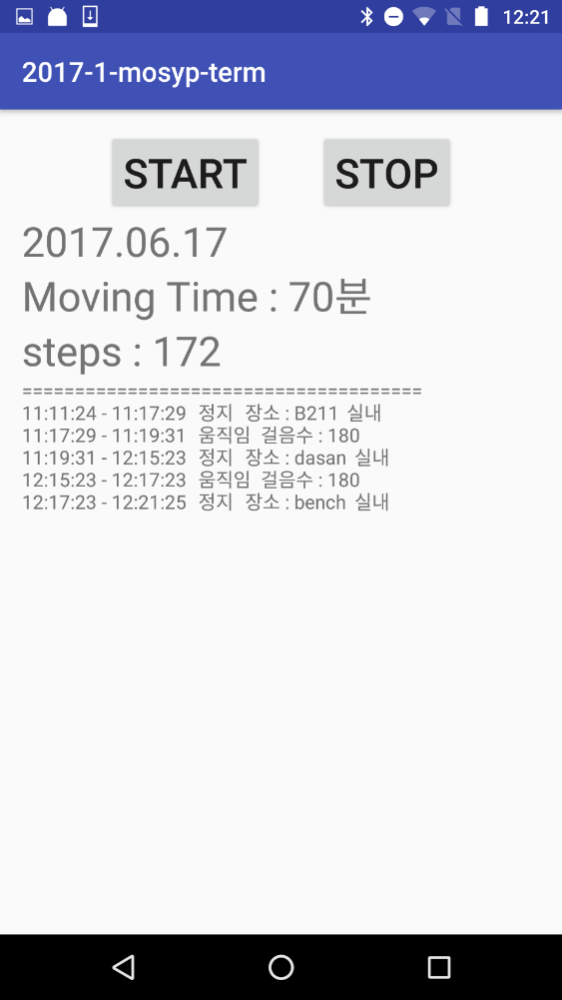 12:21
2017-1-mosyp-term
START STOP
2017.06.17
Moving Time : 70분
steps : 172
======================================
11:11:24 - 11:17:29 정지 장소 : B211 실내
11:17:29 - 11:19:31 움직임 걸음수 : 180
11:19:31 - 12:15:23 정지 장소 : dasan 실내
12:15:23 - 12:17:23 움직임 걸음수 : 180
12:17:23 - 12:21:25 정지 장소 : bench 실내